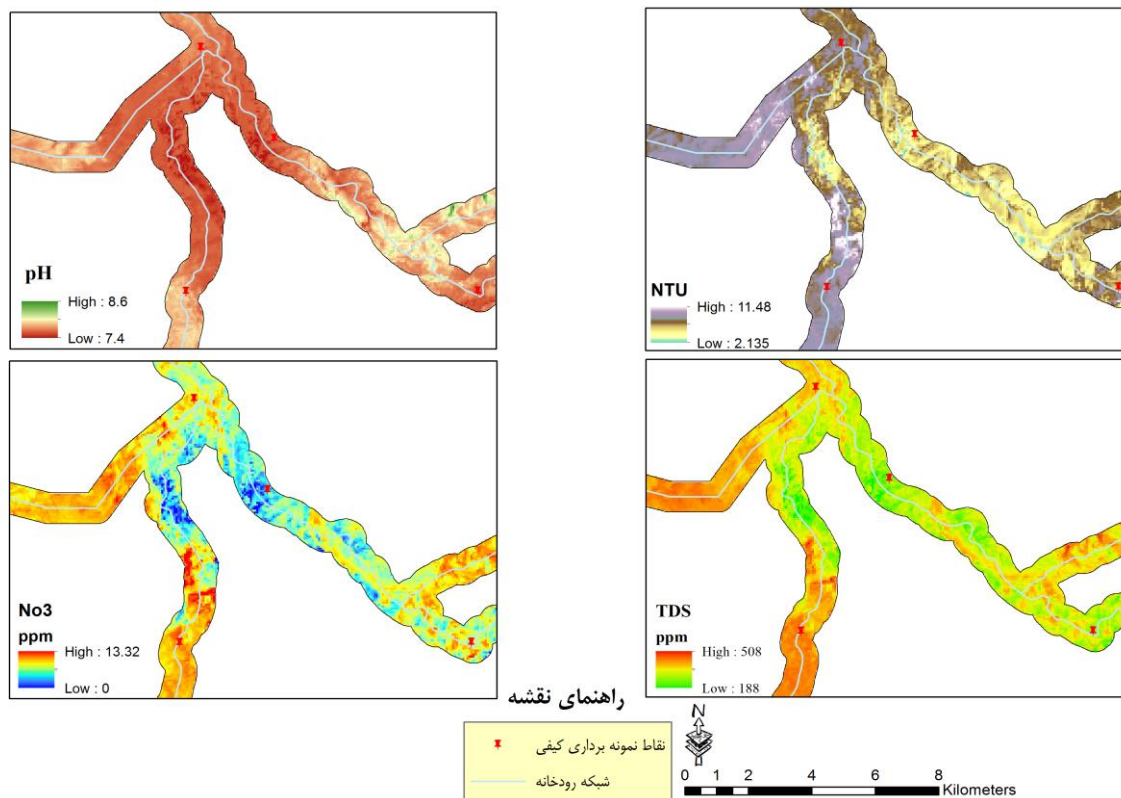 pH
High : 8.6
Low : 7.4
NTU
High : 11.48
Low : 2.135
No3
ppm
High : 13.32
Low : 0
TDS
ppm
High : 508
Low : 188
راهنمای نقشه
نقاط نمونه برداری کیفی
شبکه رودخانه
N
0 1 2 4 6 8
Kilometers